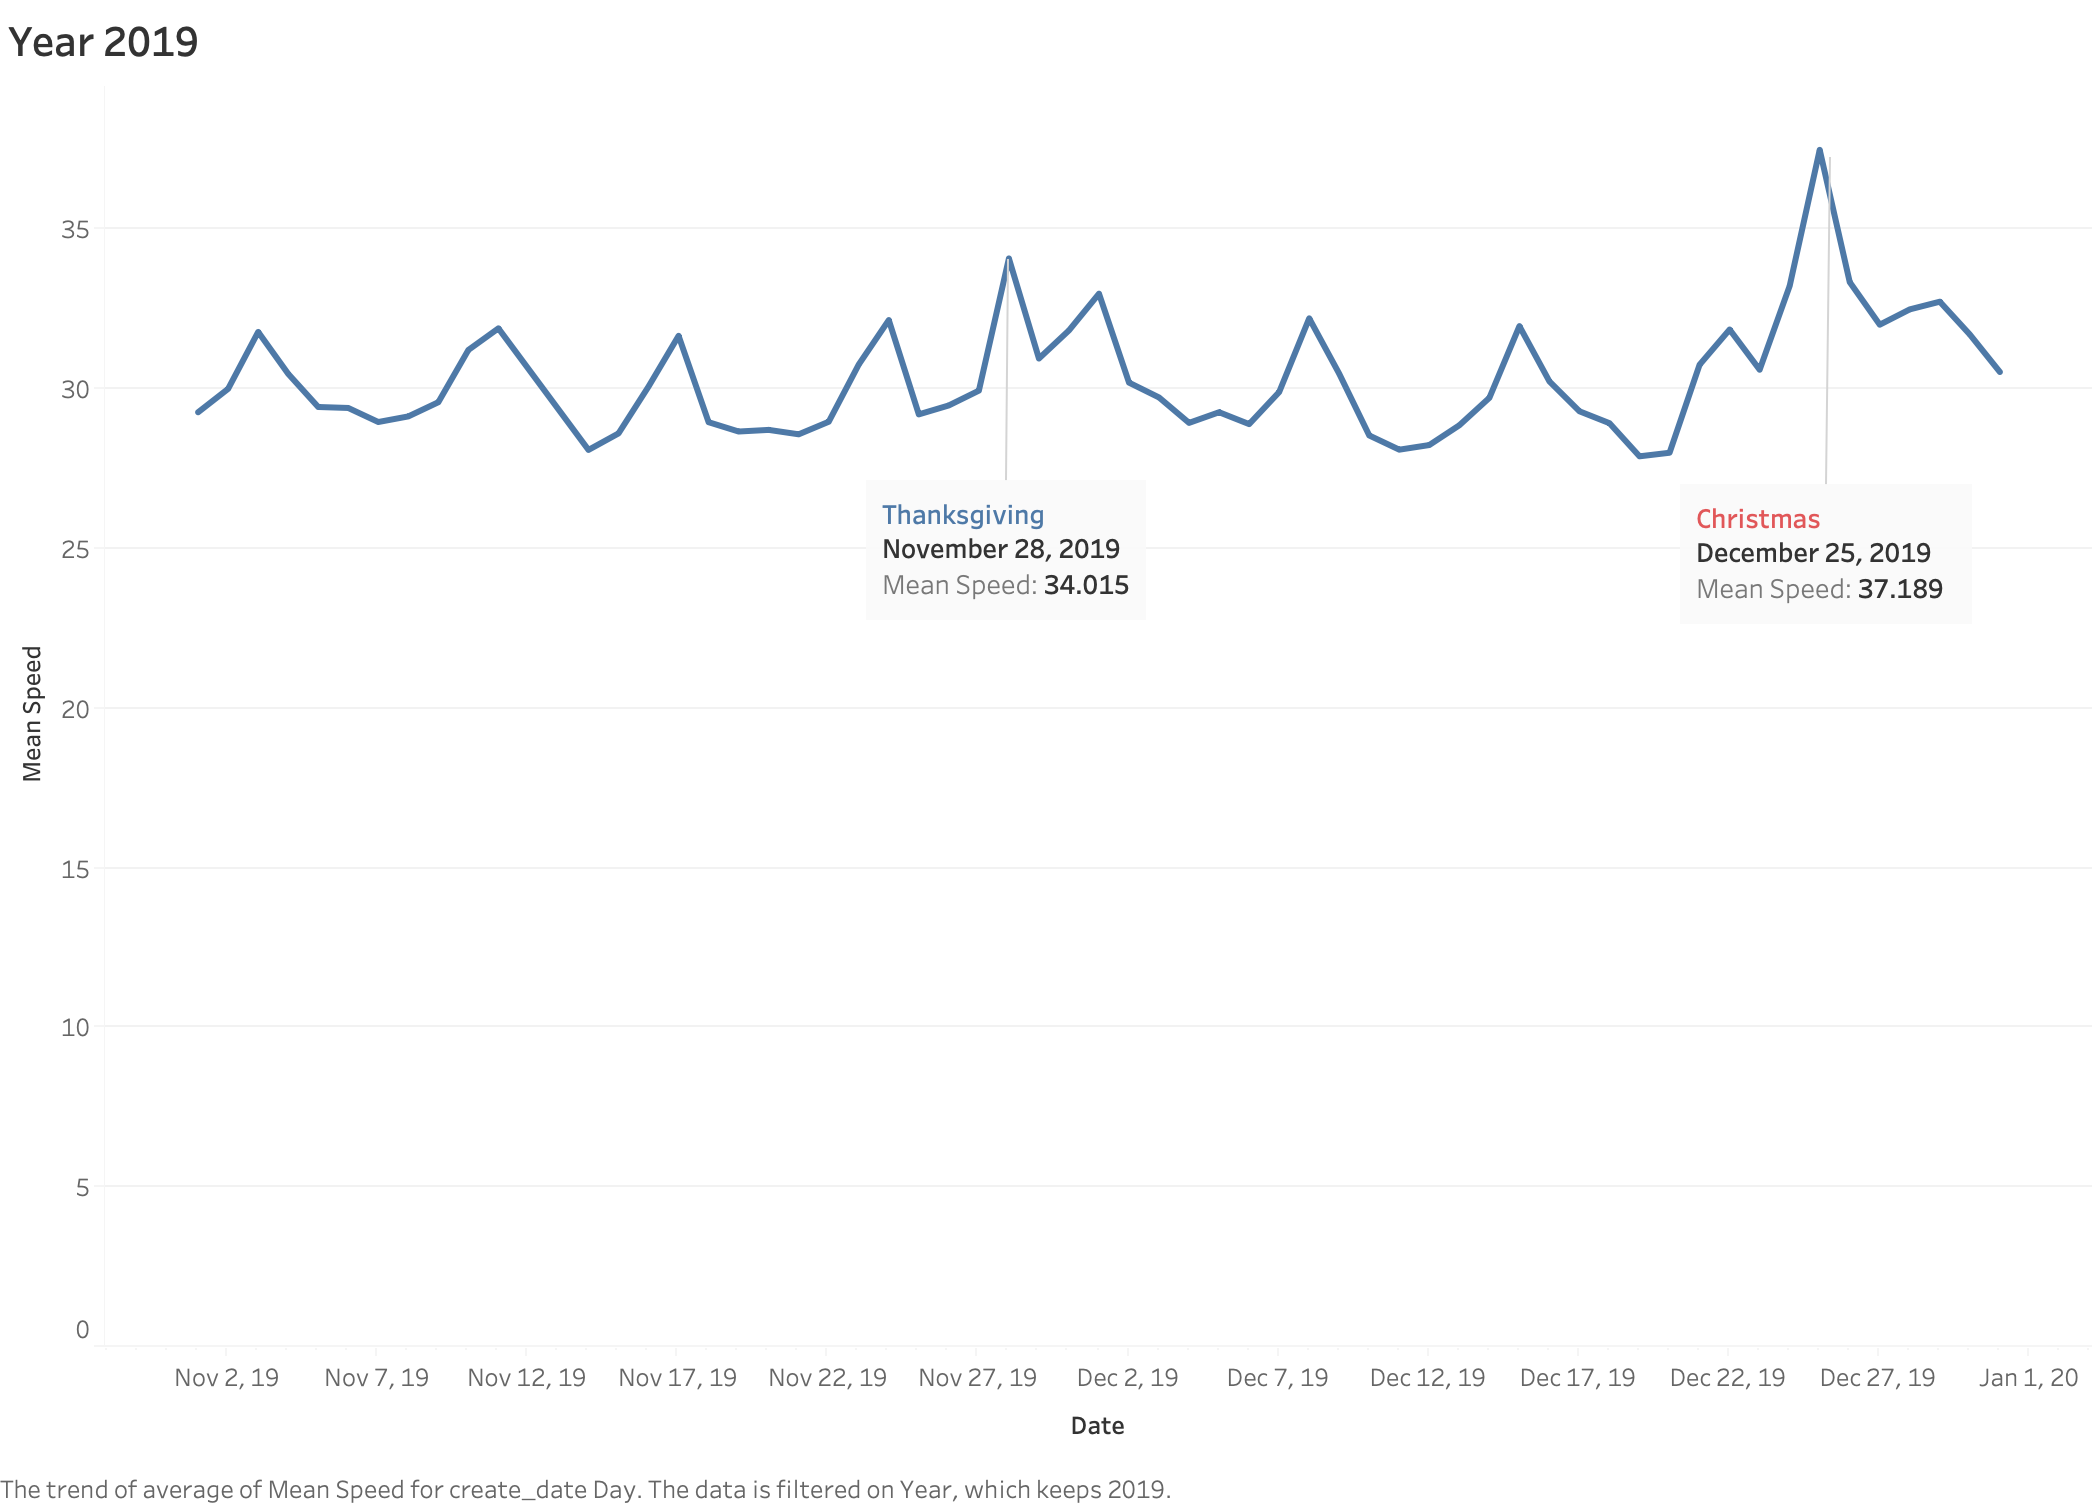 Year 2019
Mean Speed
35
30
25
20
15
10
5
0
Thanksgiving
November 28, 2019
Mean Speed: 34.015
Christmas
December 25, 2019
Mean Speed: 37.189
Nov 2, 19 Nov 7, 19 Nov 12, 19 Nov 17, 19 Nov 22, 19 Nov 27, 19 Dec 2, 19 Dec 7, 19 Dec 12, 19 Dec 17, 19 Dec 22, 19 Dec 27, 19 Jan 1, 20
Date
The trend of average of Mean Speed for create_date Day. The data is filtered on Year, which keeps 2019.